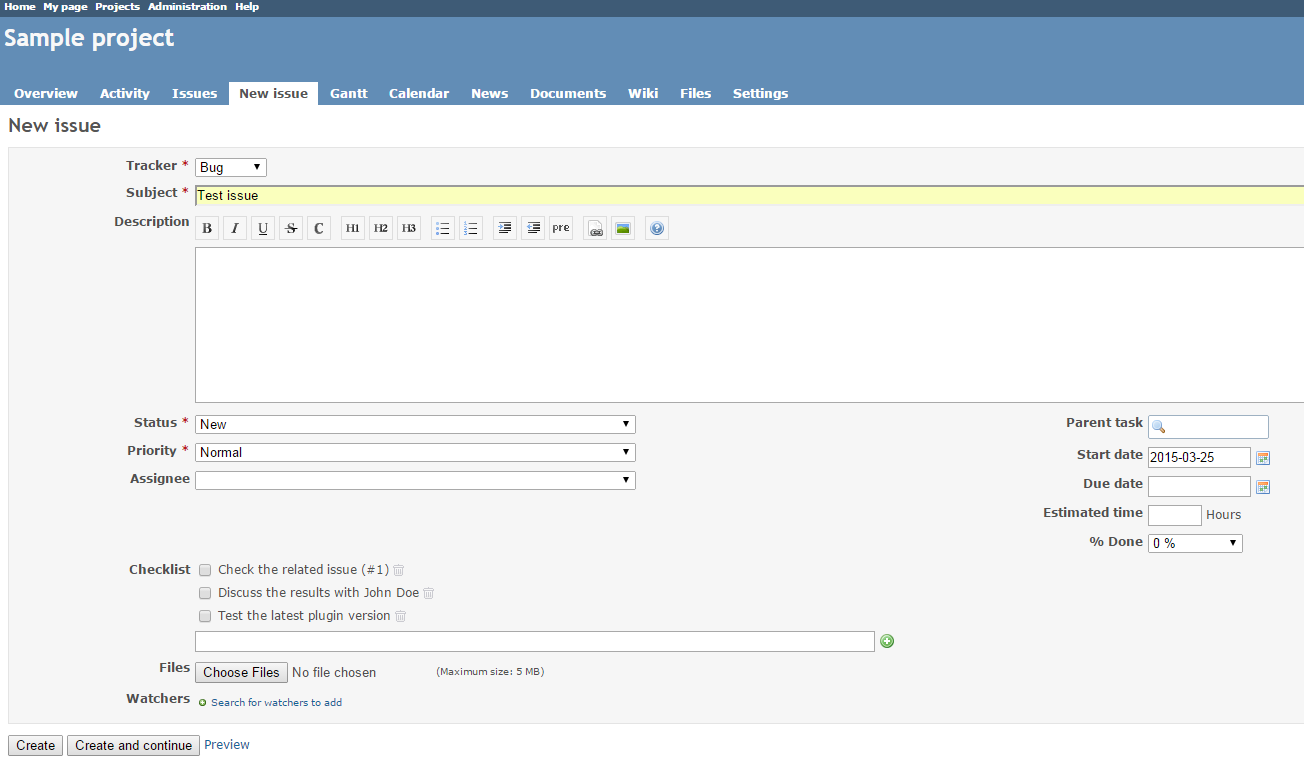 Home My page Projects Administration Help
Sample project
Overview Activity Issues New issue Gantt Calendar News Documents Wiki Files Settings
New issue
Tracker * Bug
Subject * Test issue
Description B I U S C H1 H2 H3 pre
Status * New
Parent task
Priority * Normal
Start date 2015-03-25
Assignee
Due date
Estimated time Hours
% Done 0 %
Checklist Check the related issue (#1)
Discuss the results with John Doe
Test the latest plugin version
Files Choose Files No file chosen (Maximum size: 5 MB)
Watchers Search for watchers to add
Create Create and continue Preview